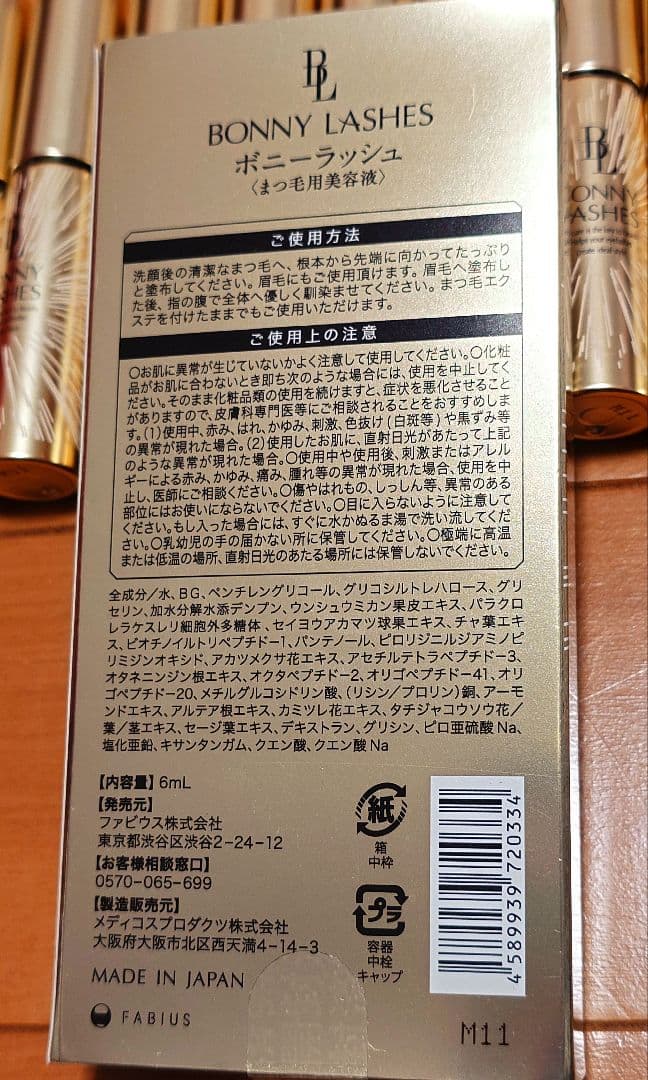 BL
BONNY LASHES
ボニーラッシュ
〈まつ毛用美容液〉
ご使用方法
洗顔後の清潔なまつ毛へ、根本から先端に向かってたっぷり
と塗布してください。眉毛にもご使用頂けます。眉毛へ塗布し
た後、指の腹で全体へ優しく馴染ませてください。まつ毛エク
ステを付けたままでもご使用いただけます。
ご使用上の注意
〇お肌に異常が生じていないかよく注意して使用してください。〇化粧
品がお肌に合わないとき即ち次のような場合には、使用を中止してく
ださい。そのまま化粧品類の使用を続けますと、症状を悪化させること
がありますので、皮膚科専門医等にご相談されることをおすすめしま
す。(1)使用中、赤み、はれ、かゆみ、刺激、色抜け(白斑等)や黒ずみ等
の異常が現れた場合。(2)使用したお肌に、直射日光があたって上記
のような異常が現れた場合。〇使用中や使用後、刺激またはアレル
ギーによる赤み、かゆみ、痛み、腫れ等の異常が現れた場合、使用を中
止し、医師にご相談ください。〇傷やはれもの、しっしん等、異常のある
部位にはお使いにならないでください。〇目に入らないように注意して
ください。もし入った場合には、すぐに水かぬるま湯で洗い流してくだ
さい。〇乳幼児の手の届かない所に保管してください。〇極端に高温
または低温の場所、直射日光のあたる場所には保管しないでください。
全成分/水、BG、ペンチレングリコール、グリコシルトレハロース、グリ
セリン、加水分解水添デンプン、ウンシュウミカン果皮エキス、パラクロ
レラケスレリ細胞外多糖体、セイヨウアカマツ球果エキス、チャ葉エキ
ス、ビオチノイルトリペプチド-1、パンテノール、ピロリジニルジアミノピ
リミジンオキシド、アカツメクサ花エキス、アセチルテトラペプチド-3、
オタネニンジン根エキス、オクタペプチド-2、オリゴペプチド-41、オリ
ゴペプチド-20、メチルグルコシドリン酸、(リシン/プロリン)銅、アーモ
ンドエキス、アルテア根エキス、カミツレ花エキス、タチジャコウソウ花/
葉/茎エキス、セージ葉エキス、デキストラン、グリシン、ピロ亜硫酸Na、
塩化亜鉛、キサンタンガム、クエン酸、クエン酸Na
【内容量】6mL
【発売元】
ファビウス株式会社
東京都渋谷区渋谷2-24-12
【お客様相談窓口】
0570-065-699
【製造販売元】
メディコスプロダクツ株式会社
大阪府大阪市北区西天満4-14-3
MADE IN JAPAN
FABIUS
紙
箱
中枠
プラ
容器
中栓
キャップ
4 589939 720334
M11
BL
BONNY
LASHES
BL
ONNY
ASHES
M11